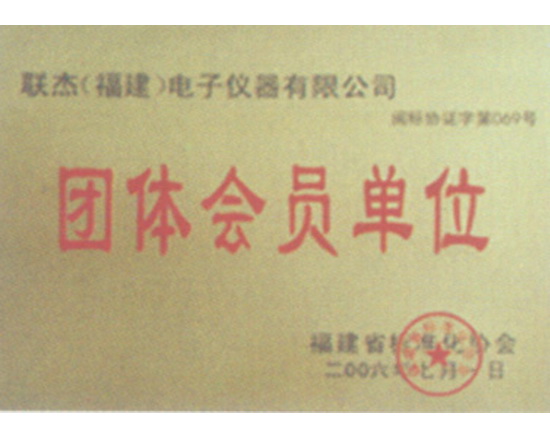 联杰(福建)电子仪器有限公司
闽标协证字第069号
团体会员单位
福建省标准化协会
二00六年七月一日